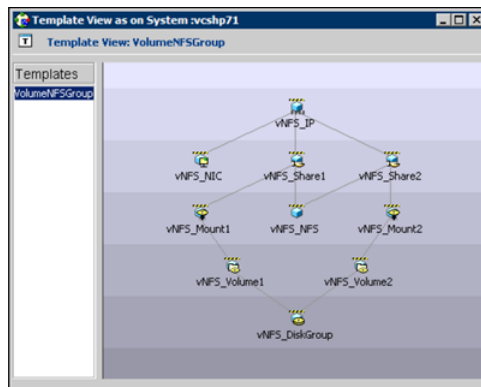 Template View as on System :vcshp71
Template View: VolumeNFSGroup
Templates
VolumeNFSGroup
vNFS_IP
vNFS_NIC vNFS_Share1 vNFS_Share2
vNFS_Mount1 vNFS_NFS vNFS_Mount2
vNFS_Volume1 vNFS_Volume2
vNFS_DiskGroup